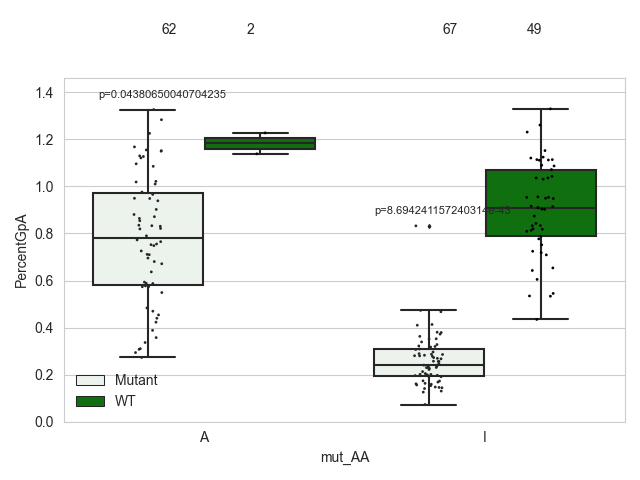 62 2 67 49
1.4
p=0.04380650040704235
1.2
1.0
p=8.694241157240314e-43
0.8
0.6
0.4
0.2
0.0
PercentGpA
Mutant
WT
A I
mut_AA